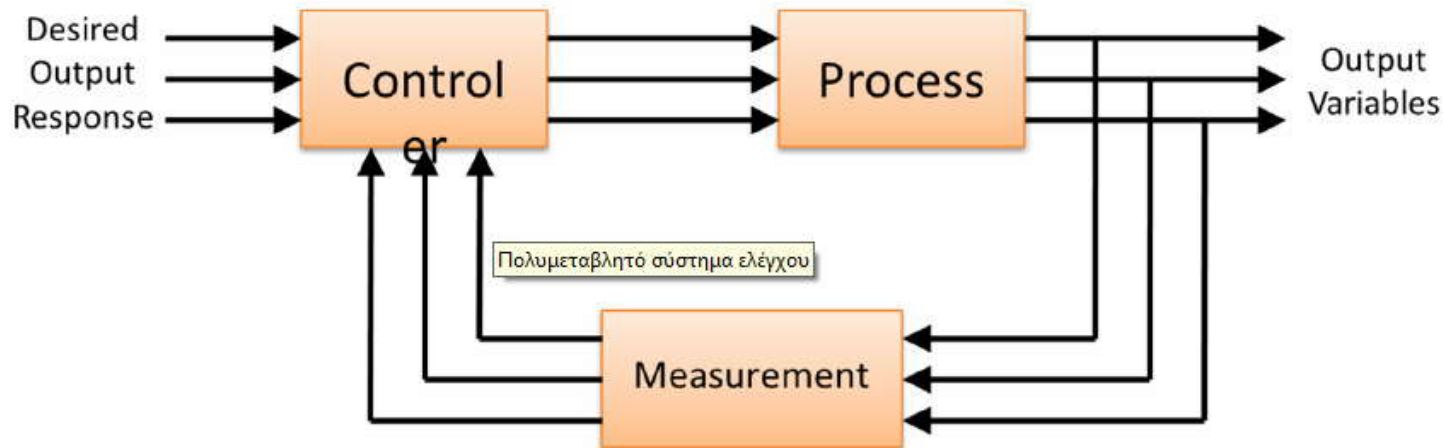 Desired
Output
Response
Control
er
Process
Output
Variables
Πολυμεταβλητό σύστημα ελέγχου
Measurement